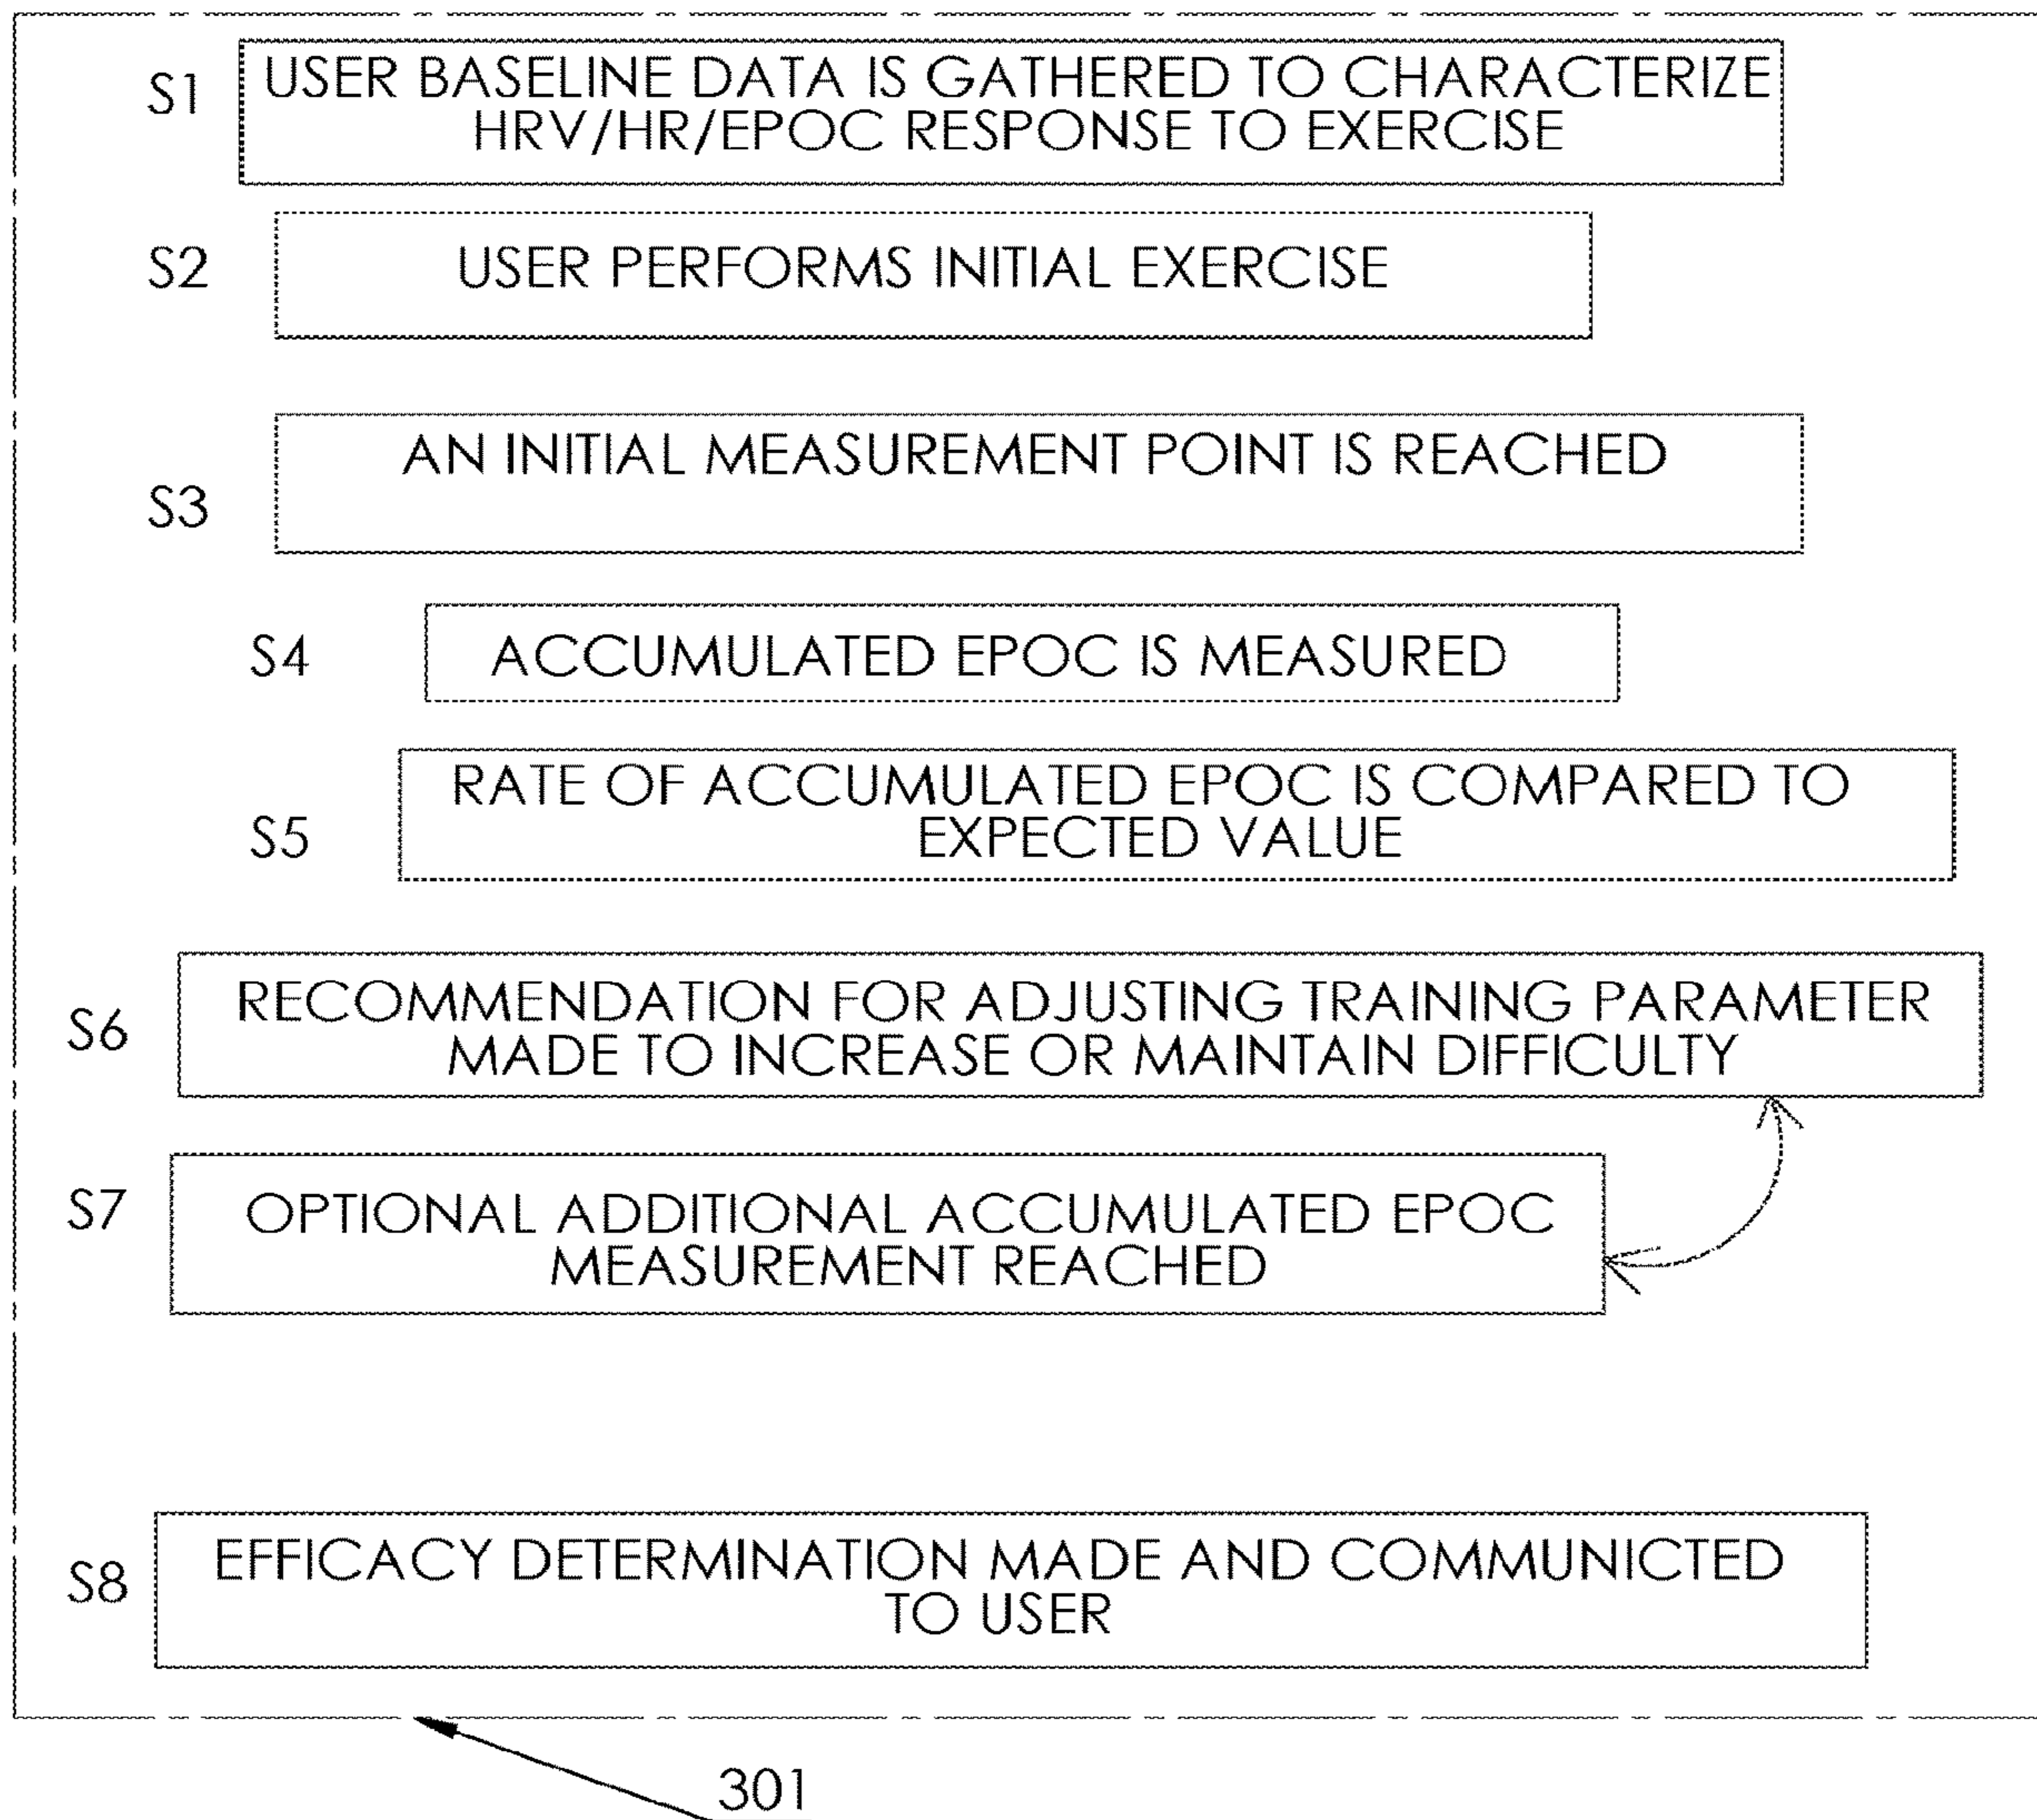 S1
USER BASELINE DATA IS GATHERED TO CHARACTERIZE
HRV/HR/EPOC RESPONSE TO EXERCISE
S2
USER PERFORMS INITIAL EXERCISE
S3
AN INITIAL MEASUREMENT POINT IS REACHED
S4
ACCUMULATED EPOC IS MEASURED
S5
RATE OF ACCUMULATED EPOC IS COMPARED TO
EXPECTED VALUE
S6
RECOMMENDATION FOR ADJUSTING TRAINING PARAMETER
MADE TO INCREASE OR MAINTAIN DIFFICULTY
S7
OPTIONAL ADDITIONAL ACCUMULATED EPOC
MEASUREMENT REACHED
S8
EFFICACY DETERMINATION MADE AND COMMUNICTED
TO USER
301